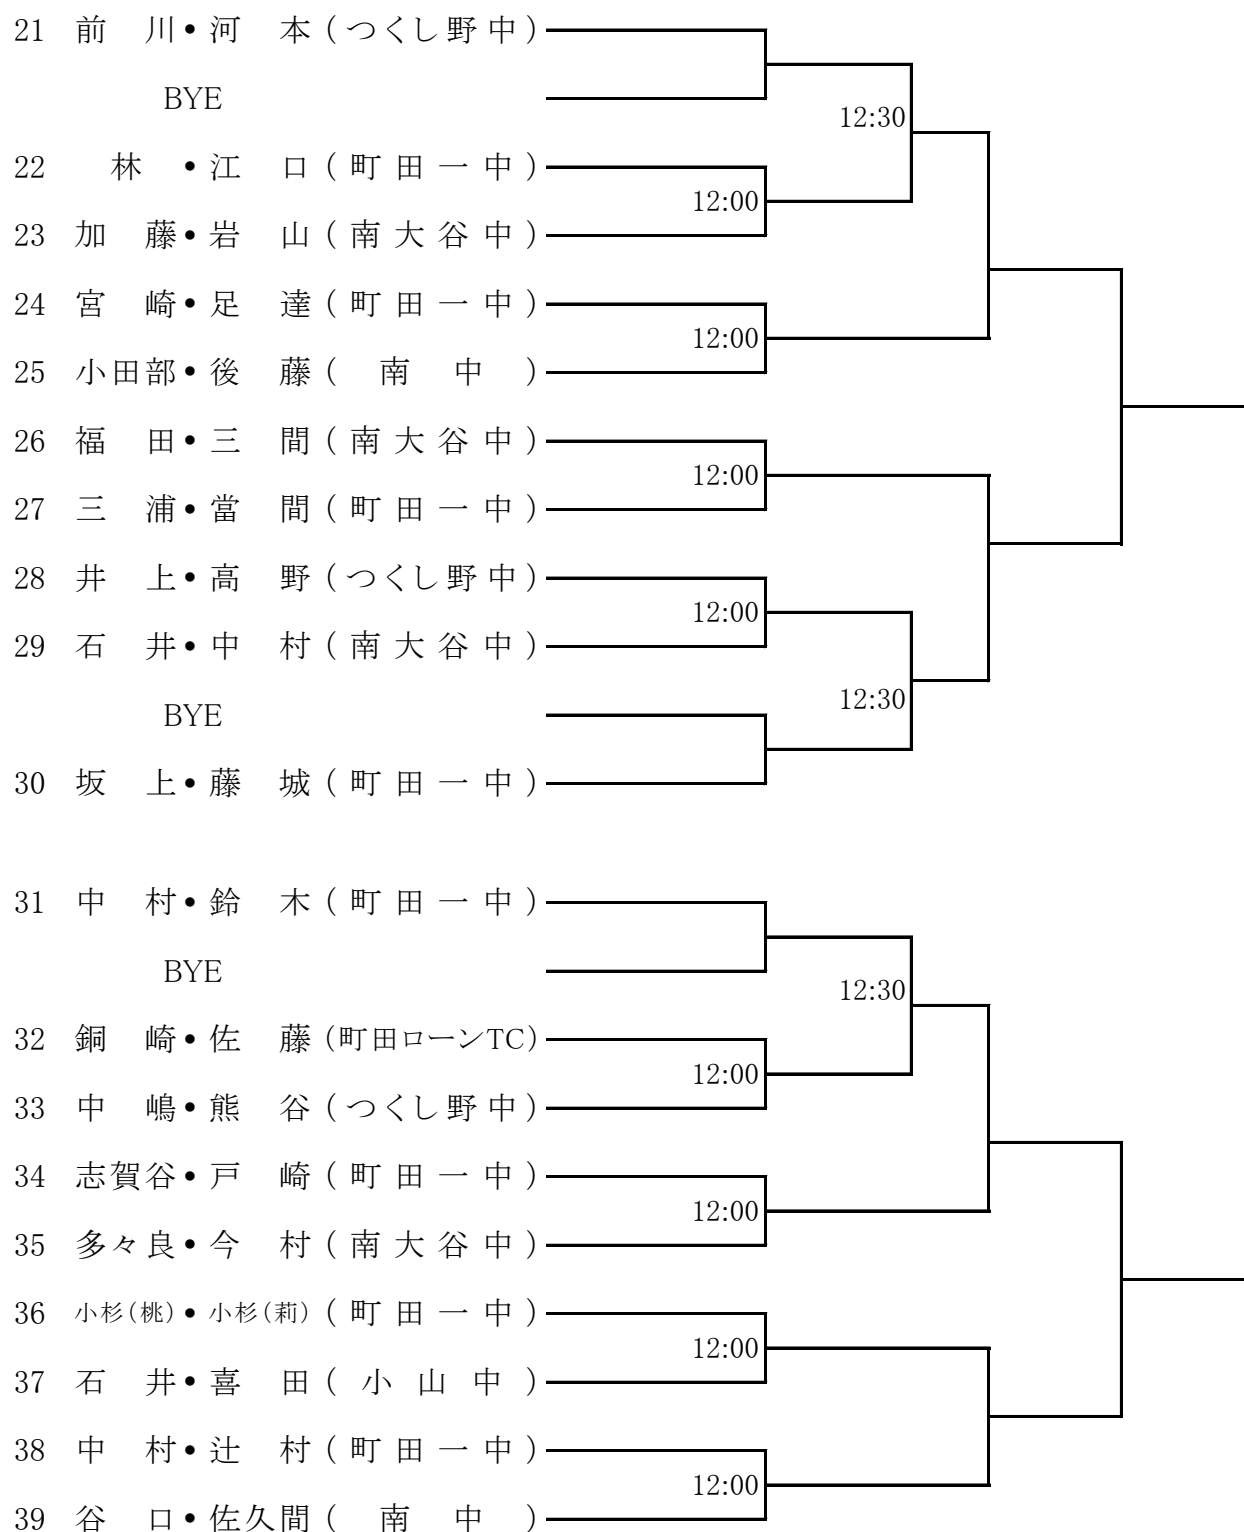 21 前 川・河 本(つくし野中)
BYE
12:30
22 林 ・江 口(町田一中)
12:00
23 加 藤・岩 山(南大谷中)
24 宮 崎・足 達(町田一中)
12:00
25 小田部・後 藤(南 中)
26 福 田・三 間(南大谷中)
12:00
27 三 浦・當 間(町田一中)
28 井 上・高 野(つくし野中)
12:00
29 石 井・中 村(南大谷中)
12:30
BYE
30 坂 上・藤 城(町田一中)
31 中 村・鈴 木(町田一中)
BYE
12:30
32 銅 崎・佐 藤(町田ローンTC)
12:00
33 中 嶋・熊 谷(つくし野中)
34 志賀谷・戸 崎(町田一中)
12:00
35 多々良・今 村(南大谷中)
36 小杉(桃)・小杉(莉)(町田一中)
12:00
37 石 井・喜 田(小山中)
38 中 村・辻 村(町田一中)
12:00
39 谷 口・佐久間(南 中)